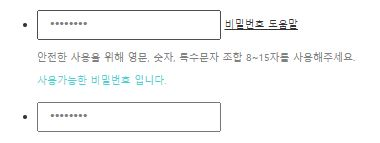 ********
비밀번호 도움말
안전한 사용을 위해 영문, 숫자, 특수문자 조합 8~15자를 사용해주세요.
사용가능한 비밀번호 입니다.
********